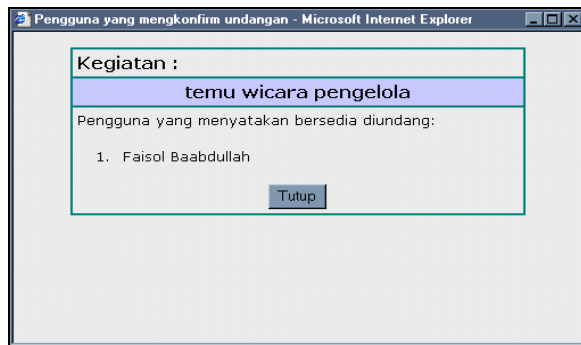 Pengguna yang mengkonfirm undangan - Microsoft Internet Explorer
Kegiatan :
temu wicara pengelola
Pengguna yang menyatakan bersedia diundang:
1. Faisol Baabdullah
Tutup